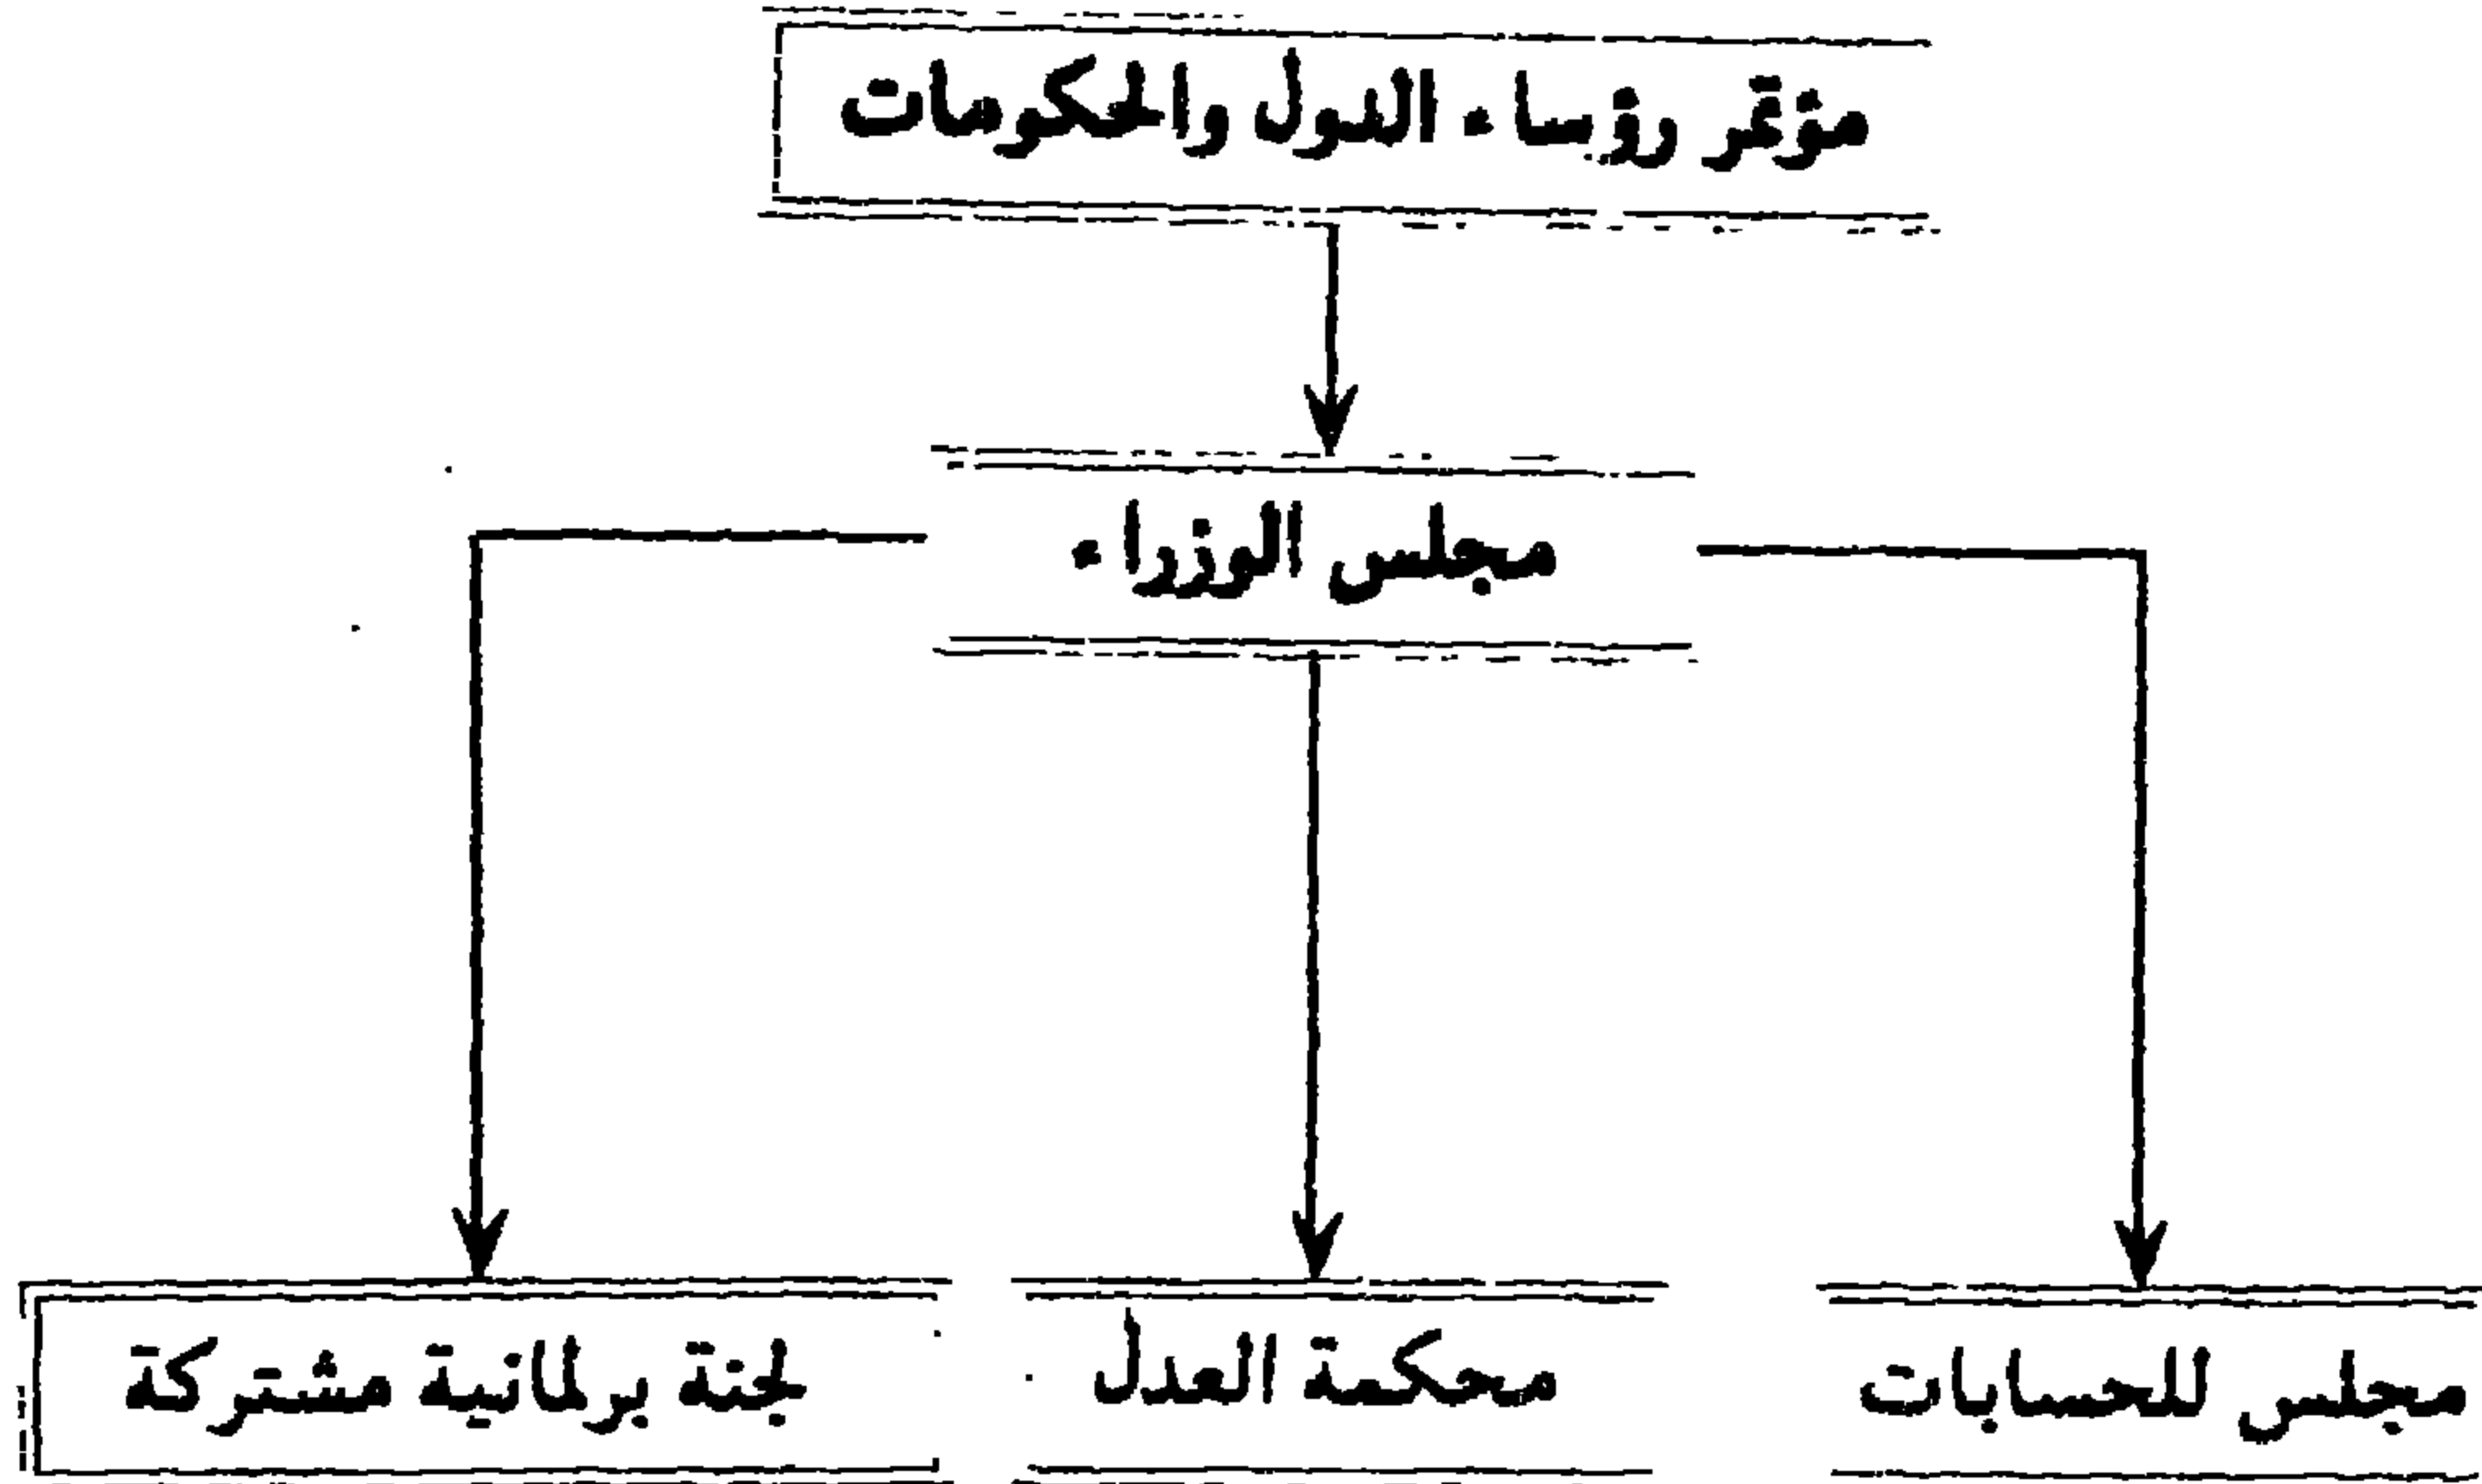 مؤتمر رؤساء الدول والحكومات
مجلس الوزراء
مجلس للحسابات
محكمة العدل
لجنة برلمانية مشتركة